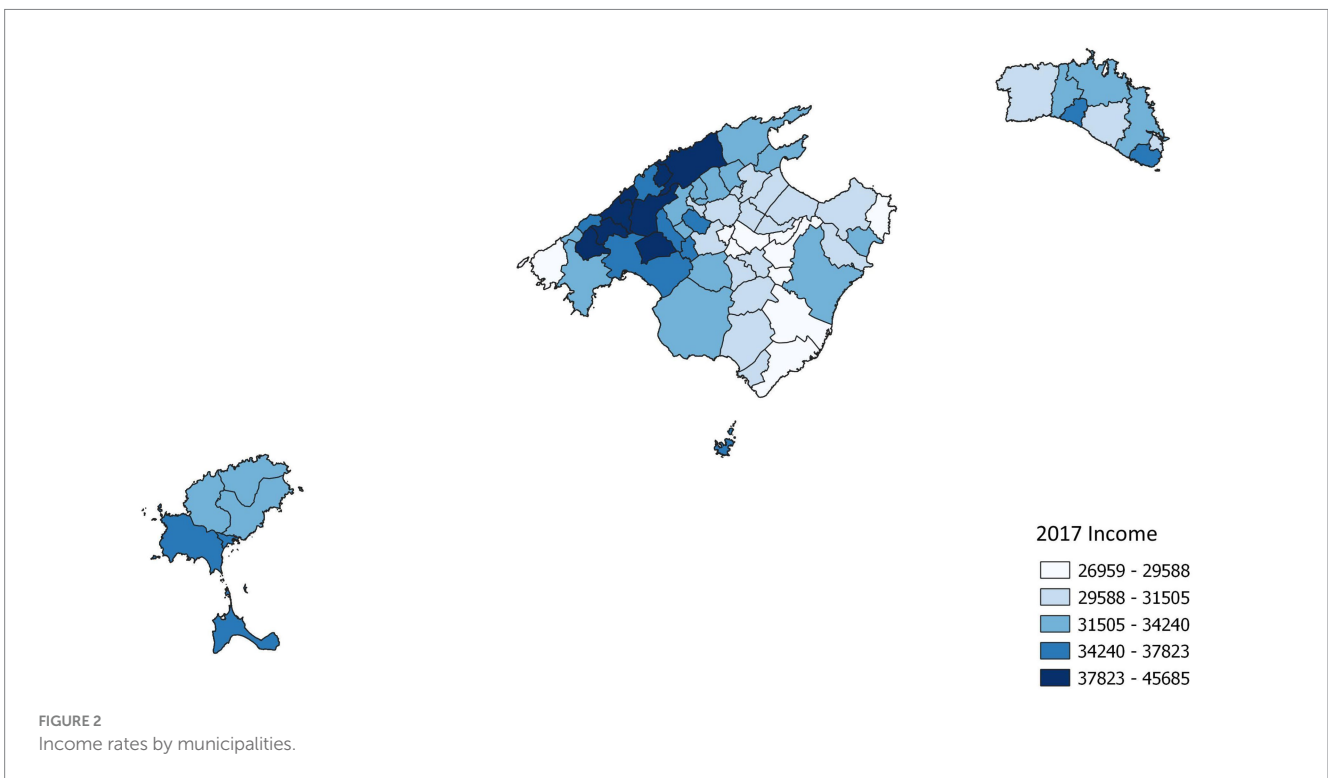 2017 Income
26959 - 29588
29588 - 31505
31505 - 34240
34240 - 37823
37823 - 45685
FIGURE 2
Income rates by municipalities.